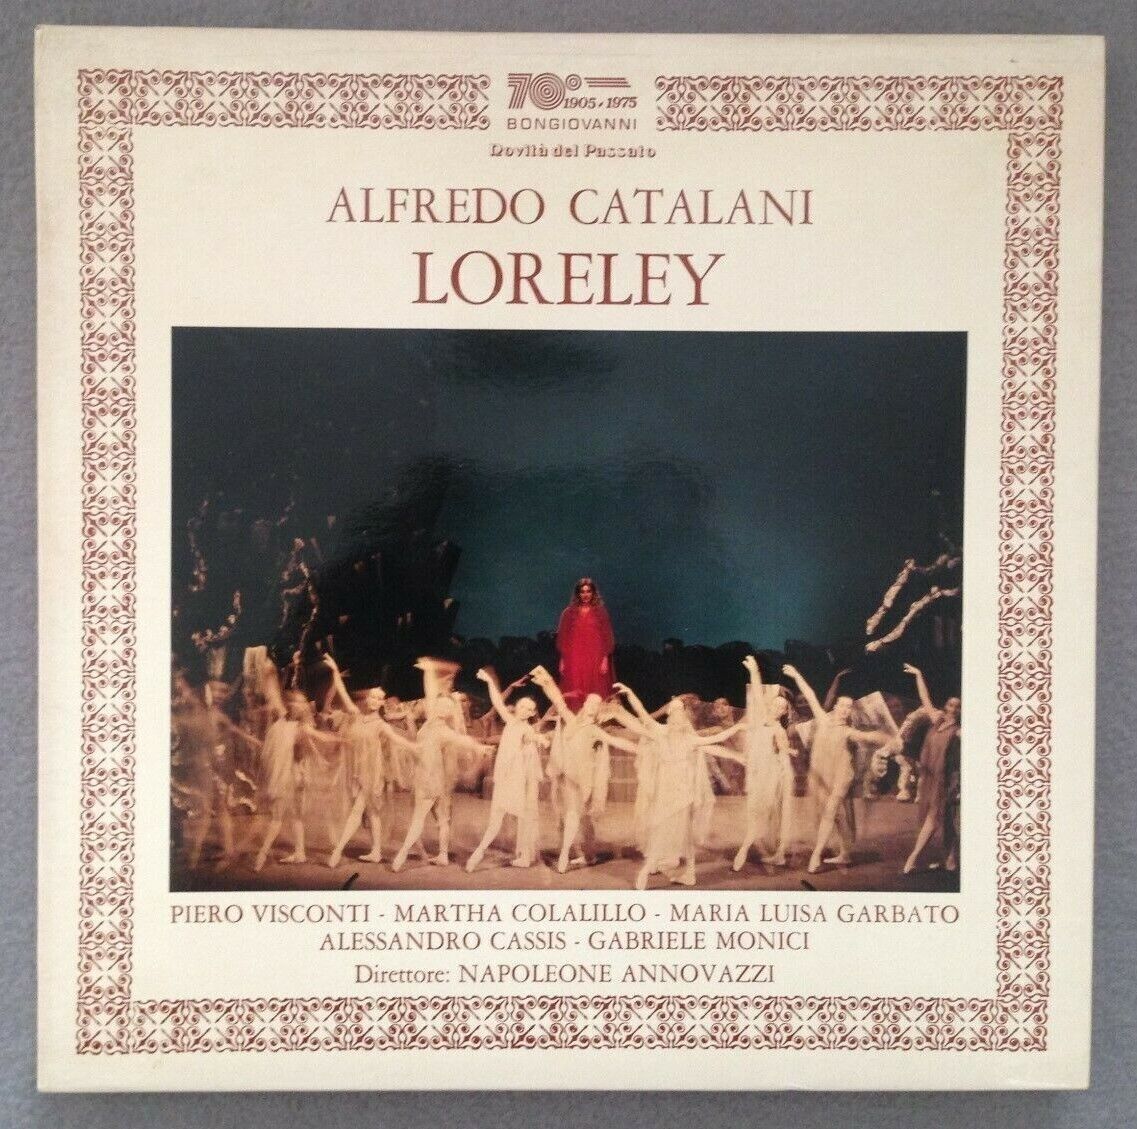 70° 1905 - 1975
BONGIOVANNI
Novità del Passato
ALFREDO CATALANI
LORELEY
PIERO VISCONTI - MARTHA COLALILLO - MARIA LUISA GARBATO
ALESSANDRO CASSIS - GABRIELE MONICI
Direttore: NAPOLEONE ANNOVAZZI